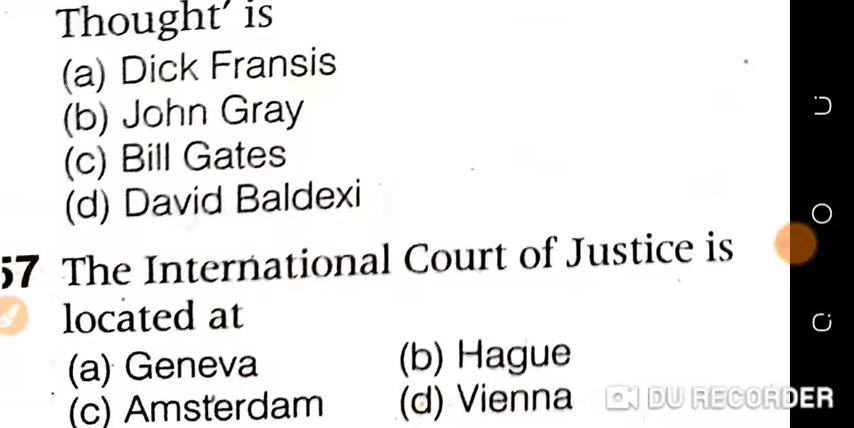 Thought' is
(a) Dick Fransis
(b) John Gray
(c) Bill Gates
(d) David Baldexi
57 The International Court of Justice is
located at
(a) Geneva (b) Hague
(c) Amsterdam (d) Vienna
DU RECORDER